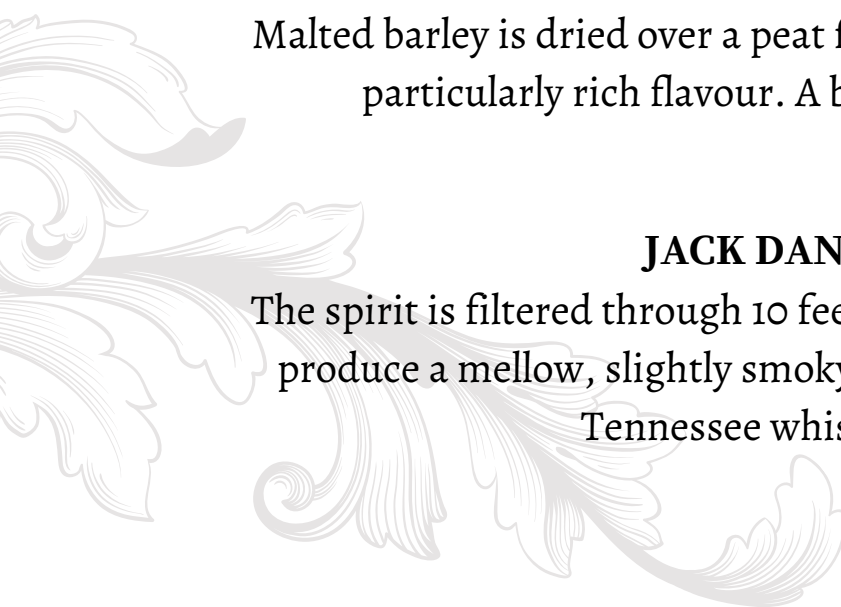 Malted barley is dried over a peat
particularly rich flavour. A
JACK DAN
The spirit is filtered through 10 fee
produce a mellow, slightly smoky
Tennessee whis